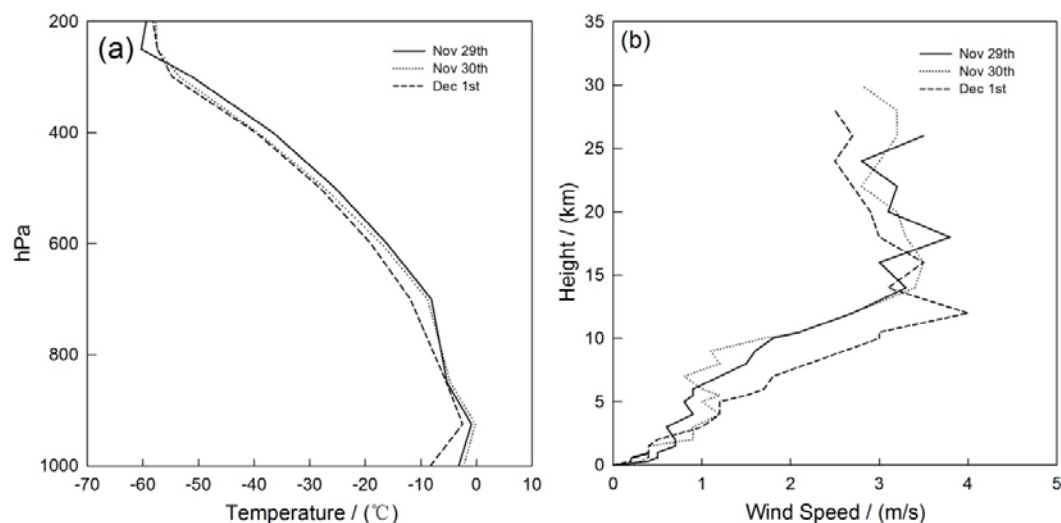 (a)
Nov 29th
Nov 30th
Dec 1st
200
400
600
800
1000
hPa
-70 -60 -50 -40 -30 -20 -10 0 10
Temperature / (℃)
(b)
Nov 29th
Nov 30th
Dec 1st
35
30
25
20
15
10
5
0
Height / (km)
0 1 2 3 4 5
Wind Speed / (m/s)